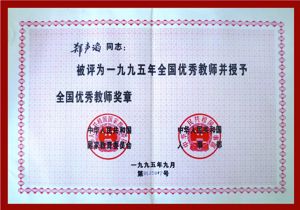 郑声滔 同志：
被评为一九九五年全国优秀教师并授予
全国优秀教师奖章
中华人民共和国 中华人民共和国
国家教育委员会 人事部
一九九五年九月
第 号